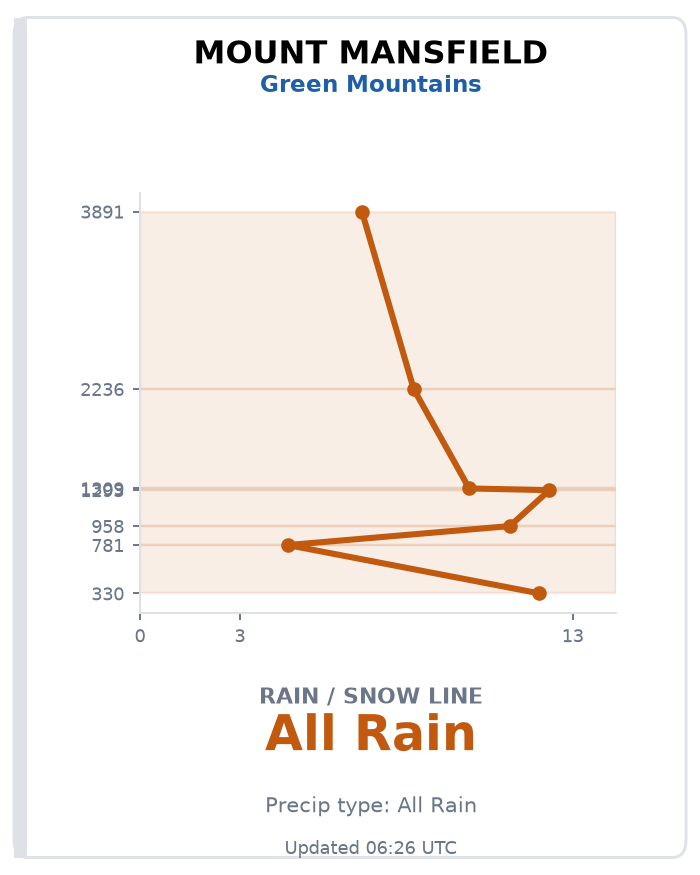 MOUNT MANSFIELD
Green Mountains
3891
2236
958
781
330
0 3 13
RAIN / SNOW LINE
All Rain
Precip type: All Rain
Updated 06:26 UTC